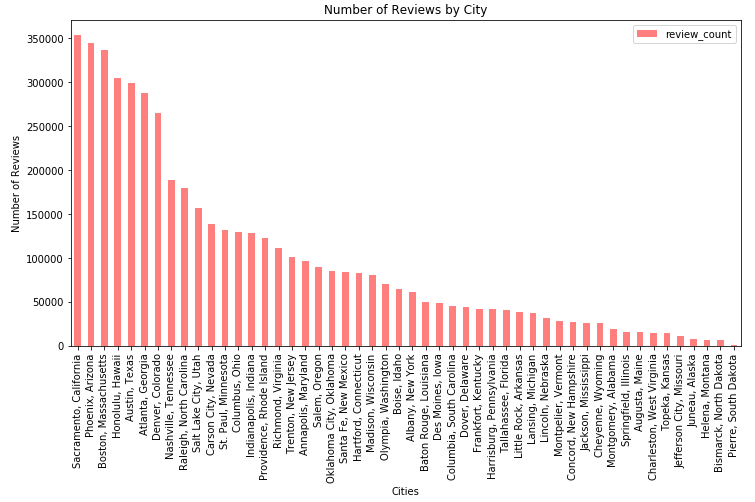 Number of Reviews by City
review_count
Number of Reviews
350000
300000
250000
200000
150000
100000
50000
0
Sacramento, California
Phoenix, Arizona
Boston, Massachusetts
Honolulu, Hawaii
Austin, Texas
Atlanta, Georgia
Denver, Colorado
Nashville, Tennessee
Raleigh, North Carolina
Salt Lake City, Utah
Carson City, Nevada
St. Paul, Minnesota
Columbus, Ohio
Indianapolis, Indiana
Providence, Rhode Island
Richmond, Virginia
Trenton, New Jersey
Annapolis, Maryland
Salem, Oregon
Oklahoma City, Oklahoma
Santa Fe, New Mexico
Hartford, Connecticut
Madison, Wisconsin
Olympia, Washington
Boise, Idaho
Albany, New York
Baton Rouge, Louisiana
Des Moines, Iowa
Columbia, South Carolina
Dover, Delaware
Frankfort, Kentucky
Harrisburg, Pennsylvania
Tallahassee, Florida
Little Rock, Arkansas
Lansing, Michigan
Lincoln, Nebraska
Montpelier, Vermont
Concord, New Hampshire
Jackson, Mississippi
Cheyenne, Wyoming
Montgomery, Alabama
Springfield, Illinois
Augusta, Maine
Charleston, West Virginia
Topeka, Kansas
Jefferson City, Missouri
Juneau, Alaska
Helena, Montana
Bismarck, North Dakota
Pierre, South Dakota
Cities